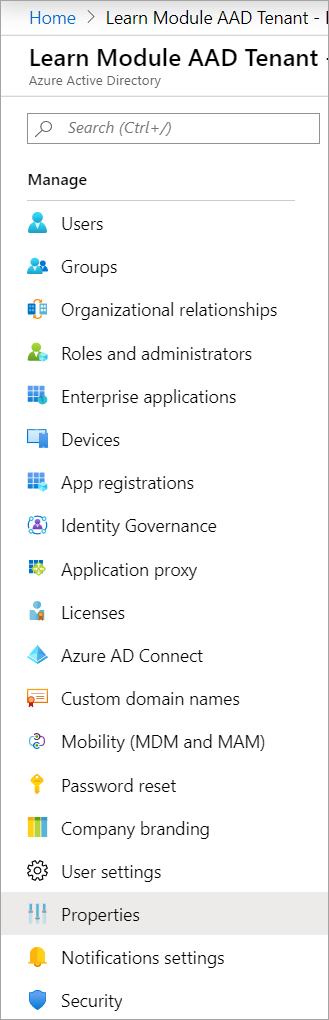 Home > Learn Module AAD Tenant -
Learn Module AAD Tenant -
Azure Active Directory
Search (Ctrl+/)
Manage
Users
Groups
Organizational relationships
Roles and administrators
Enterprise applications
Devices
App registrations
Identity Governance
Application proxy
Licenses
Azure AD Connect
Custom domain names
Mobility (MDM and MAM)
Password reset
Company branding
User settings
Properties
Notifications settings
Security